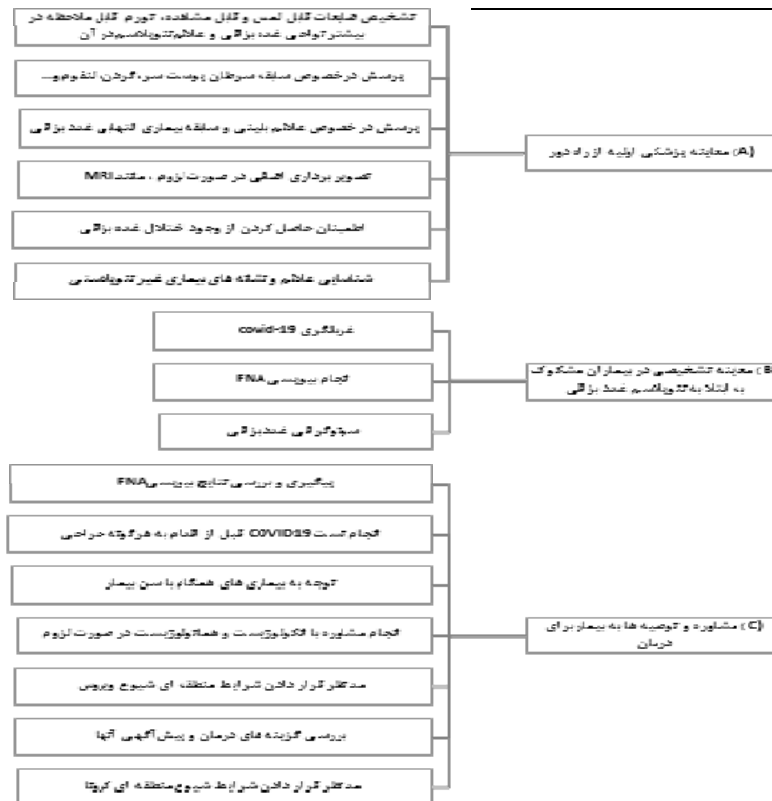 (A) معاینه پزشکی اولیه از راه دور
تشخیص ضایعات قابل لمس و قابل مشاهده، تورم قابل ملاحظه در
بیشتر نواحی غده بزاقی و علائم نئوپلاسم در آن
پرسش در خصوص سابقه سرطان پوست سر، گردن، لنفوم و...
پرسش در خصوص علائم بالینی و سابقه بیماری التهابی غدد بزاقی
تصویر برداری اضافی در صورت لزوم، مانند MRI
اطمینان حاصل کردن از وجود ختلال غده بزاقی
شناسایی علائم و نشانه های بیماری غیر نئوپلاستی
B) معاینه تشخیصی در بیماران مشکوک
به ابتلا به نئوپلاسم غدد بزاقی
غربالگری covid-19
انجام بیوپسی FNA
سونوگرافی غدد بزاقی
(C) مشاوره و توصیه ها به بیمار برای
درمان
پیگیری و بررسی نتایج بیوپسی FNA
انجام تست COVID19 قبل از اقدام به هرگونه جراحی
توجه به بیماری های همگام با سن بیمار
انجام مشاوره با انکولوژیست و هماتولوژیست در صورت لزوم
مدنظر قرار دادن شرایط منطقه ای شیوع ویروس
بررسی گزینه های درمان و پیش آگهی آنها
مدنظر قرار دادن شرایط شیوع منطقه ای کرونا